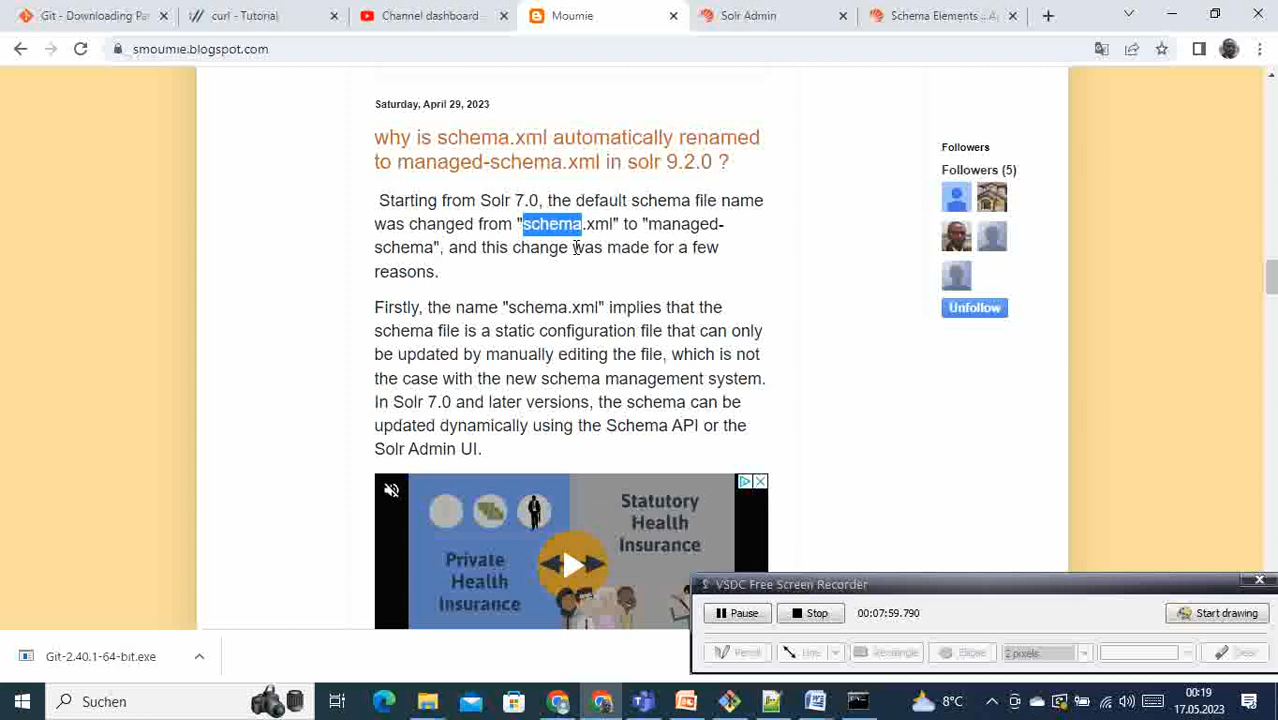 Git - Downloading Pa
curl - Tutorial
Channel dashboard
Moumie
Solr Admin
Schema Elements :: A
smoumie.blogspot.com
Saturday, April 29, 2023
why is schema.xml automatically renamed
to managed-schema.xml in solr 9.2.0 ?
Starting from Solr 7.0, the default schema file name
was changed from "schema.xml" to "managed-
schema", and this change was made for a few
reasons.
Firstly, the name "schema.xml" implies that the
schema file is a static configuration file that can only
be updated by manually editing the file, which is not
the case with the new schema management system.
In Solr 7.0 and later versions, the schema can be
updated dynamically using the Schema API or the
Solr Admin UI.
Private
Health
Insurance
Statutory
Health
Insurance
Followers
Followers (5)
Unfollow
VSDC Free Screen Recorder
Pause
Stop
00:07:59.790
Start drawing
Pencil
Line
Rectangle
Ellipse
2 pixels
Clear
Git-2.40.1-64-bit.exe
Suchen
8°C
00:19
17.05.2023